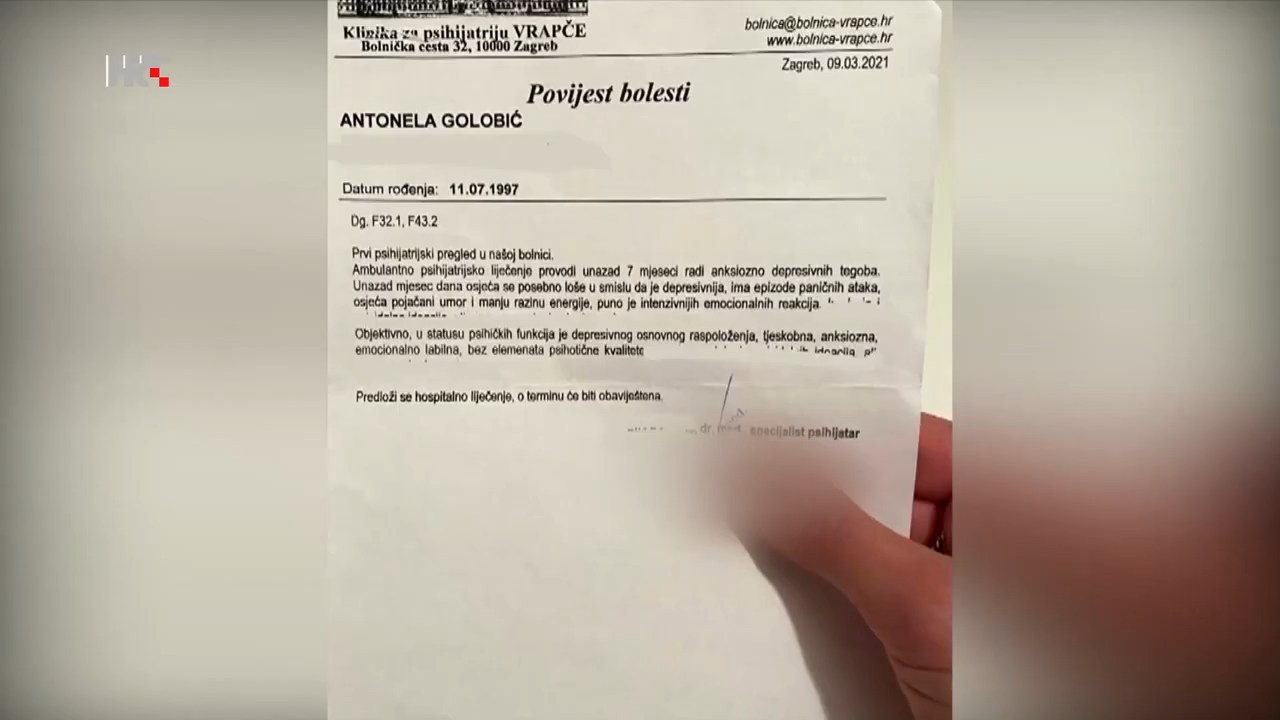 HRT
Klinika za psihijatriju VRAPČE
Bolnička cesta 32, 10000 Zagreb
bolnica@bolnica-vrapce.hr
www.bolnica-vrapce.hr
Zagreb, 09.03.2021
Povijest bolesti
ANTONELA GOLOBIĆ
Datum rođenja: 11.07.1997
Dg. F32.1, F43.2
Prvi psihijatrijski pregled u našoj bolnici.
Ambulantno psihijatrijsko liječenje provodi unazad 7 mjeseci radi anksiozno depresivnih tegoba.
Unazad mjesec dana osjeća se posebno loše u smislu da je depresivnija, ima epizode paničnih ataka,
osjeća pojačani umor i manju razinu energije, puno je intenzivnijih emocionalnih reakcija.
Objektivno, u statusu psihičkih funkcija je depresivnog osnovnog raspoloženja, tjeskobna, anksiozna,
emocionalno labilna, bez elemenata psihotične kvalitete
Predloži se hospitalno liječenje, o terminu će biti obaviještena.
dr. med. specijalist psihijatar